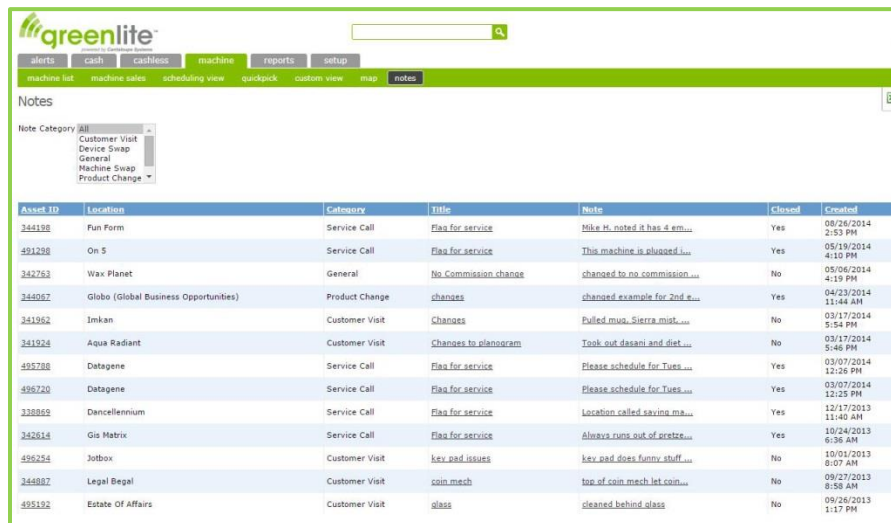 greenlite
powered by Cantaloupe Systems
alerts cash cashless machine reports setup
machine list machine sales scheduling view quickpick custom view map notes
Notes
Note Category All
Customer Visit
Device Swap
General
Machine Swap
Product Change
Asset ID Location Category Title Note Closed Created
344198 Fun Form Service Call Flag for service Mike H. noted it has 4 em... Yes 08/26/2014 2:53 PM
491298 On 5 Service Call Flag for service This machine is plugged i... Yes 05/19/2014 4:10 PM
342763 Wax Planet General No Commission change changed to no commission ... No 05/06/2014 4:19 PM
344067 Globo (Global Business Opportunities) Product Change changes changed example for 2nd e... Yes 04/23/2014 11:44 AM
341962 Imkan Customer Visit Changes Pulled mug, Sierra mist, ... No 03/17/2014 5:54 PM
341924 Aqua Radiant Customer Visit Changes to planogram Took out dasani and diet ... No 03/17/2014 5:46 PM
495788 Datagene Service Call Flag for service Please schedule for Tues ... Yes 03/07/2014 12:26 PM
496720 Datagene Service Call Flag for service Please schedule for Tues ... Yes 03/07/2014 12:25 PM
338869 Dancellennium Service Call Flag for service Location called saying ma... Yes 12/17/2013 11:40 AM
342614 Gis Matrix Service Call Flag for service Always runs out of pretze... Yes 10/24/2013 6:36 AM
496254 Jotbox Customer Visit key pad issues key pad does funny stuff ... No 10/01/2013 8:07 AM
344887 Legal Begal Customer Visit coin mech top of coin mech let coin... No 09/27/2013 8:58 AM
495192 Estate Of Affairs Customer Visit glass cleaned behind glass No 09/26/2013 1:17 PM